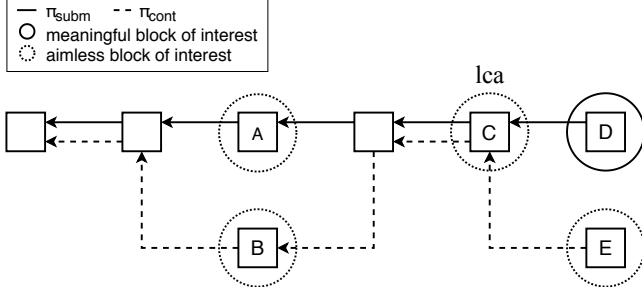 π_subm π_cont
meaningful block of interest
aimless block of interest
lca
A C D
B E